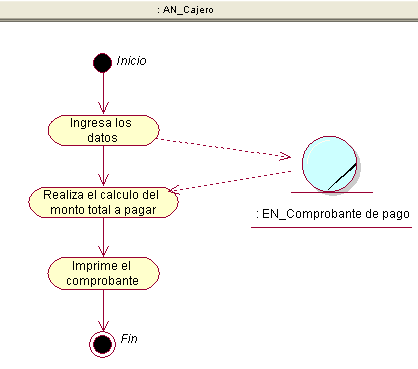 : AN_Cajero
Inicio
Ingresa los
datos
Realiza el calculo del
monto total a pagar
: EN_Comprobante de pago
Imprime el
comprobante
Fin